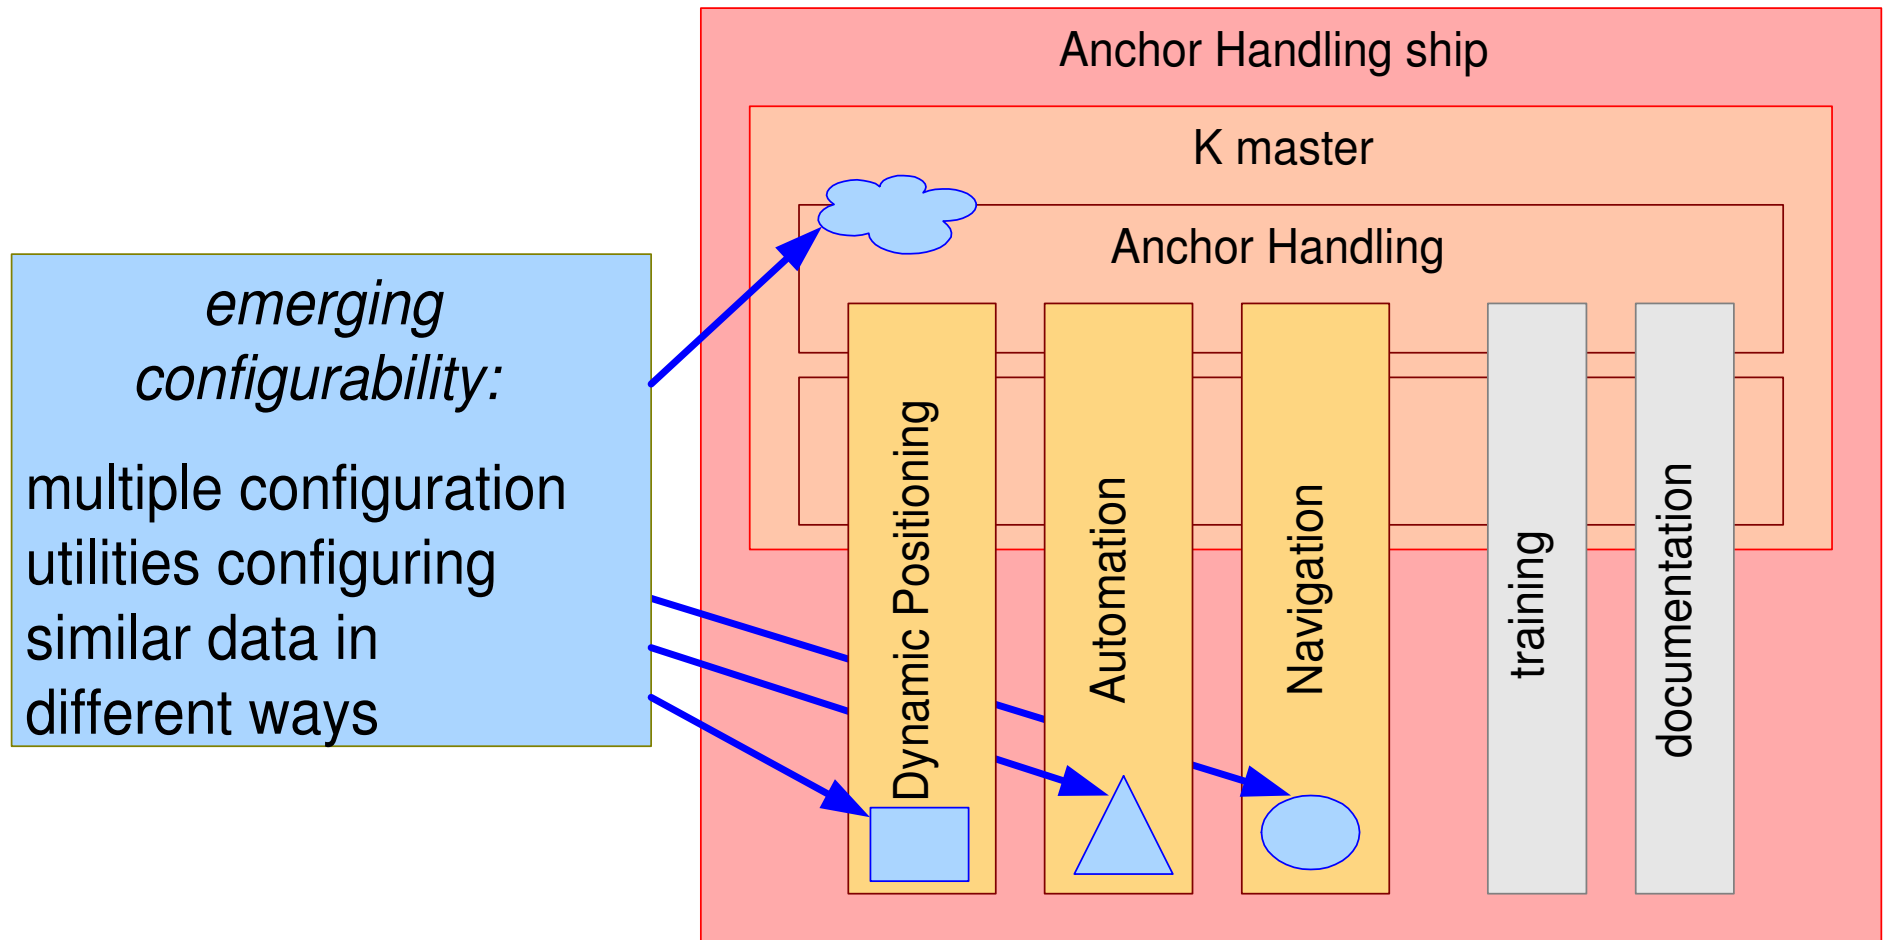 Anchor Handling ship
K master
Anchor Handling
emerging
configurability:
multiple configuration
utilities configuring
similar data in
different ways
Dynamic Positioning
Automation
Navigation
training
documentation